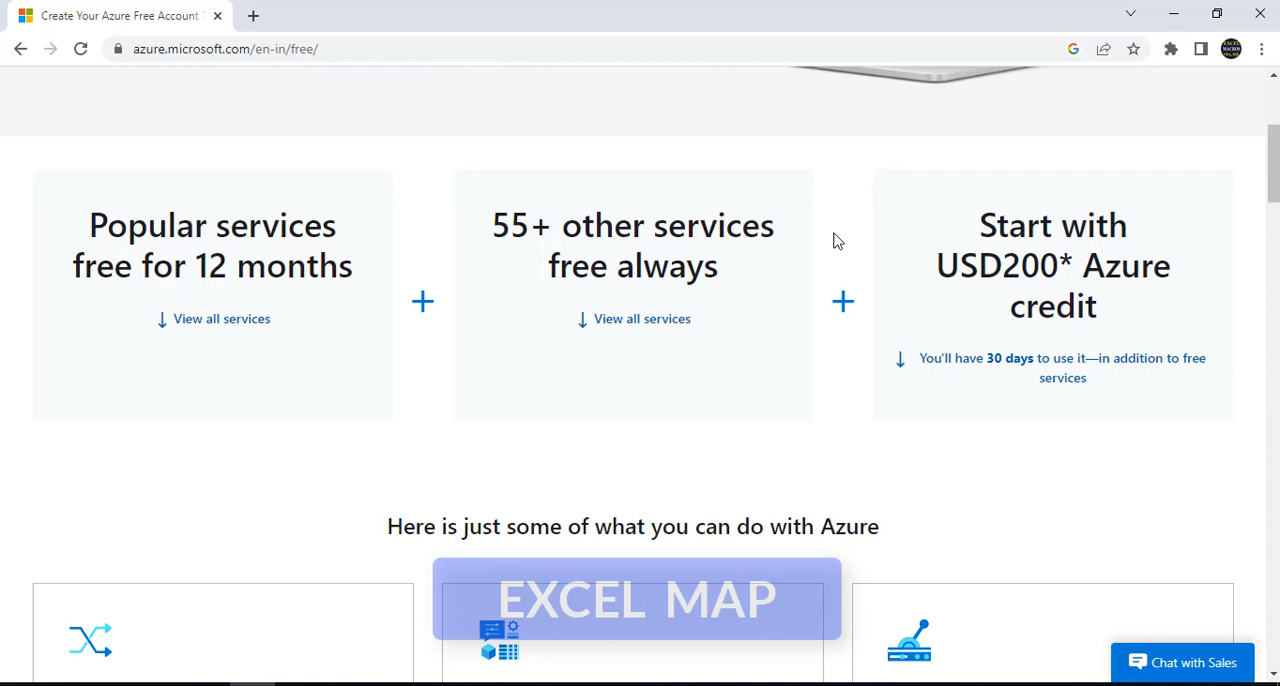 Create Your Azure Free Account
azure.microsoft.com/en-in/free/
Popular services
free for 12 months
View all services
+
55+ other services
free always
View all services
+
Start with
USD200* Azure
credit
You'll have 30 days to use it—in addition to free
services
Here is just some of what you can do with Azure
EXCEL MAP
Chat with Sales